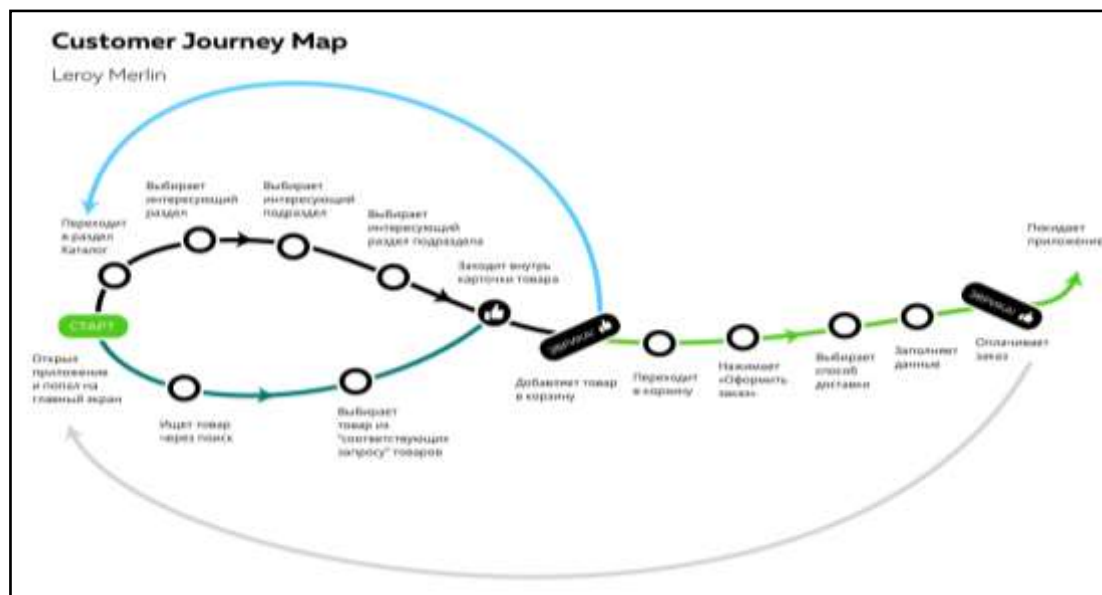 Customer Journey Map
Leroy Merlin
Переходит
в раздел
Каталог
Выбирает
интересующий
раздел
Выбирает
интересующий
подраздел
Выбирает
интересующий
раздел подраздела
Заходит внутрь
карточки товара
СТАРТ
Открыл
приложение
и попал на
главный экран
Ищет товар
через поиск
Выбирает
товар из
"соответствующих
запросу" товаров
ЭВРИКА!
Добавляет товар
в корзину
Переходит
в корзину
Нажимает
«Оформить
заказ»
Выбирает
способ
доставки
Заполняет
данные
ЭВРИКА!
Оплачивает
заказ
Покидает
приложение